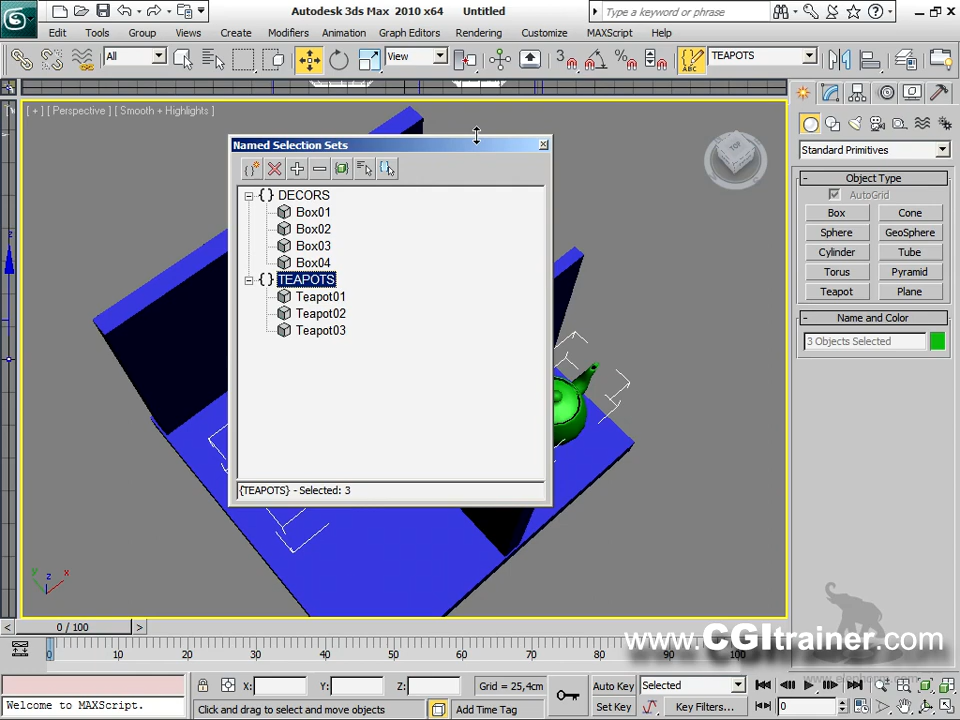 Autodesk 3ds Max 2010 x64 Untitled
Type a keyword or phrase
Edit Tools Group Views Create Modifiers Animation Graph Editors Rendering Customize MAXScript Help
All View 3 ABC TEAPOTS
[ + ] [ Perspective ] [ Smooth + Highlights ]
TOP
Named Selection Sets
DECORS
Box01
Box02
Box03
Box04
TEAPOTS
Teapot01
Teapot02
Teapot03
{TEAPOTS} - Selected: 3
Standard Primitives
Object Type
AutoGrid
Box Cone
Sphere GeoSphere
Cylinder Tube
Torus Pyramid
Teapot Plane
Name and Color
3 Objects Selected
z
y z x
< 0 / 100 >
www.CGItrainer.com
0 10 20 30 40 50 60 70 80 90 100
X: Y: Z: Grid = 25,4cm Auto Key Selected
Welcome to MAXScript. Click and drag to select and move objects Add Time Tag Set Key Key Filters... 0